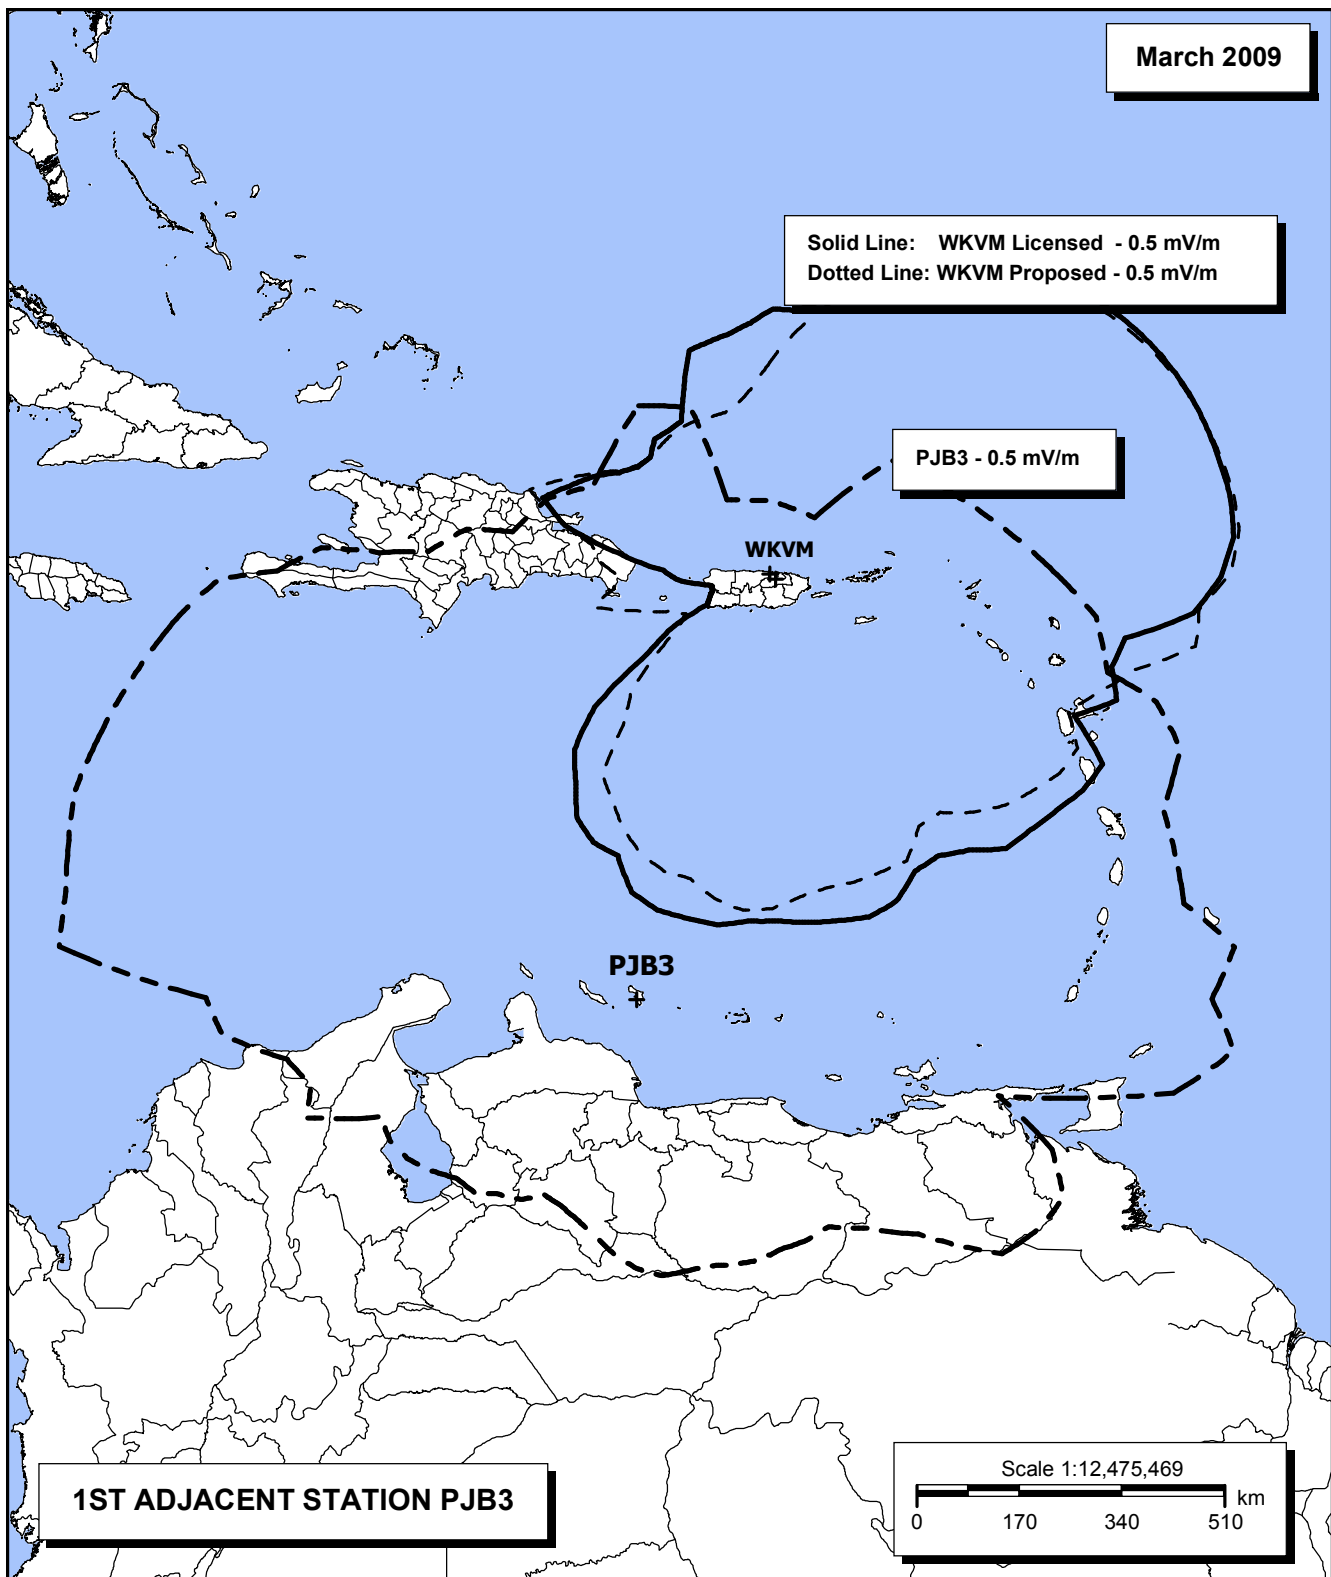 March 2009
Solid Line: WKVM Licensed - 0.5 mV/m
Dotted Line: WKVM Proposed - 0.5 mV/m
PJB3 - 0.5 mV/m
WKVM
PJB3
1ST ADJACENT STATION PJB3
Scale 1:12,475,469
km
0 170 340 510